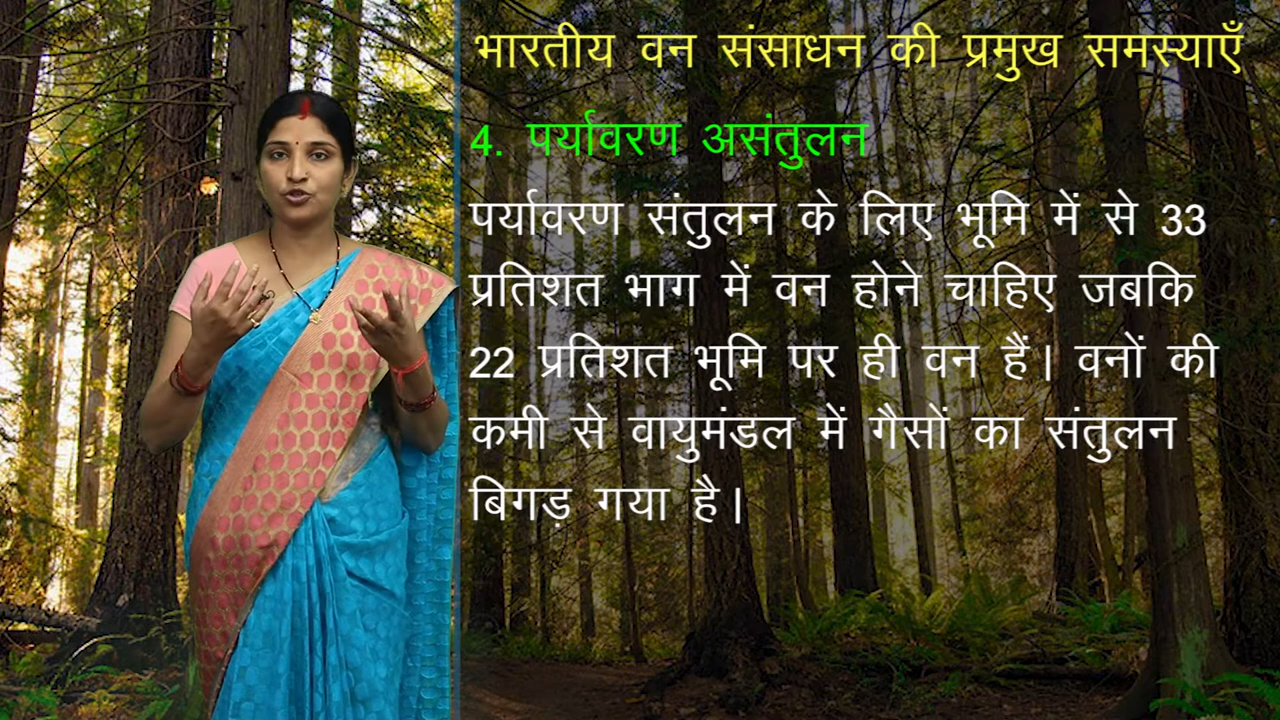 भारतीय वन संसाधन की प्रमुख समस्याएँ
4. पर्यावरण असंतुलन
पर्यावरण संतुलन के लिए भूमि में से 33
प्रतिशत भाग में वन होने चाहिए जबकि
22 प्रतिशत भूमि पर ही वन हैं। वनों की
कमी से वायुमंडल में गैसों का संतुलन
बिगड़ गया है।